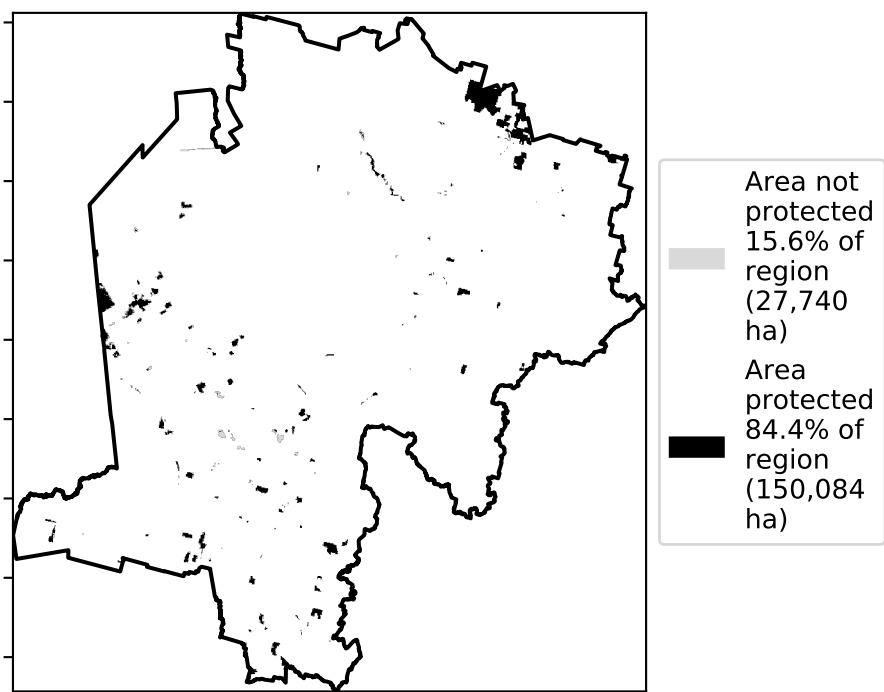 Area not
protected
15.6% of
region
(27,740
ha)
Area
protected
84.4% of
region
(150,084
ha)